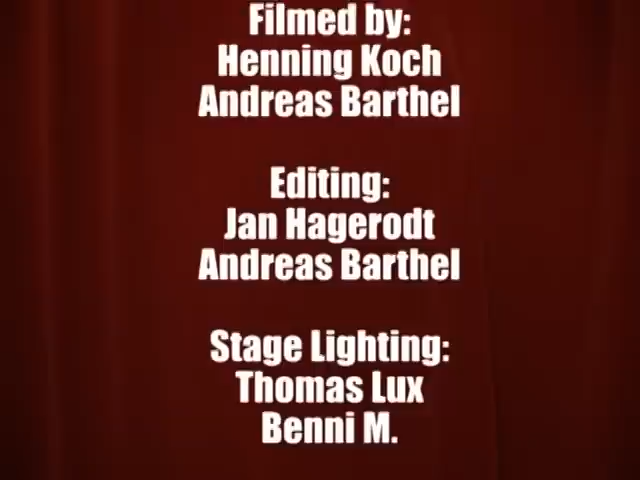 Filmed by:
Henning Koch
Andreas Barthel
Editing:
Jan Hagerodt
Andreas Barthel
Stage Lighting:
Thomas Lux
Benni M.